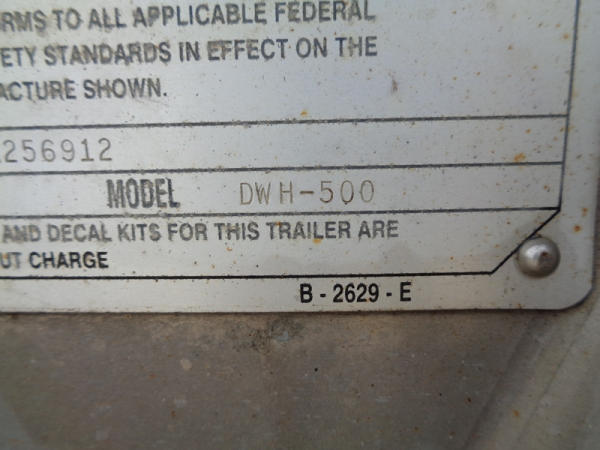 RMS TO ALL APPLICABLE FEDERAL
ETY STANDARDS IN EFFECT ON THE
ACTURE SHOWN.
256912
MODEL DWH-500
AND DECAL KITS FOR THIS TRAILER ARE
UT CHARGE
B - 2629 - E